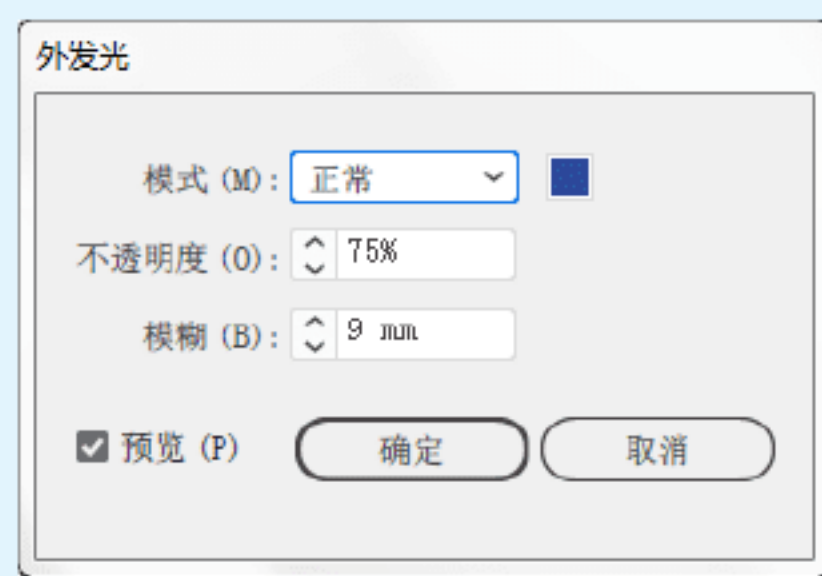 外发光
模式 (M): 正常
不透明度 (O): 75%
模糊 (B): 9 mm
预览 (P) 确定 取消